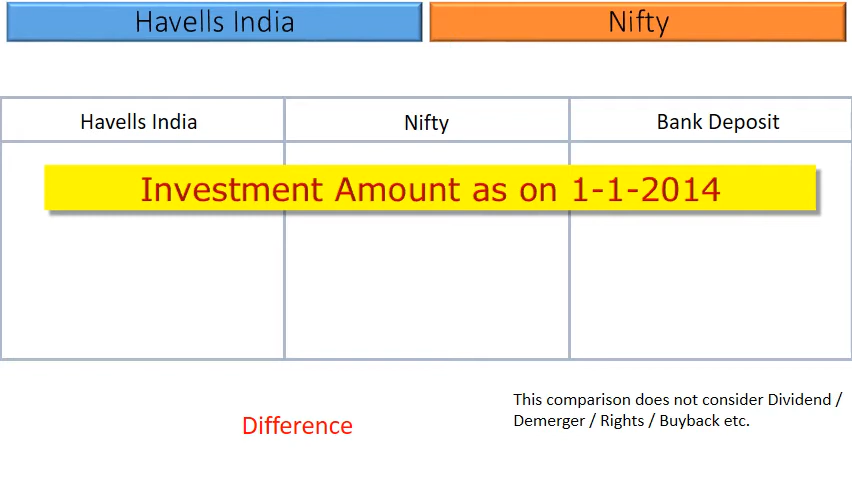 Havells India
Nifty
Havells India
Nifty
Bank Deposit
Investment Amount as on 1-1-2014
Difference
This comparison does not consider Dividend /
Demerger / Rights / Buyback etc.